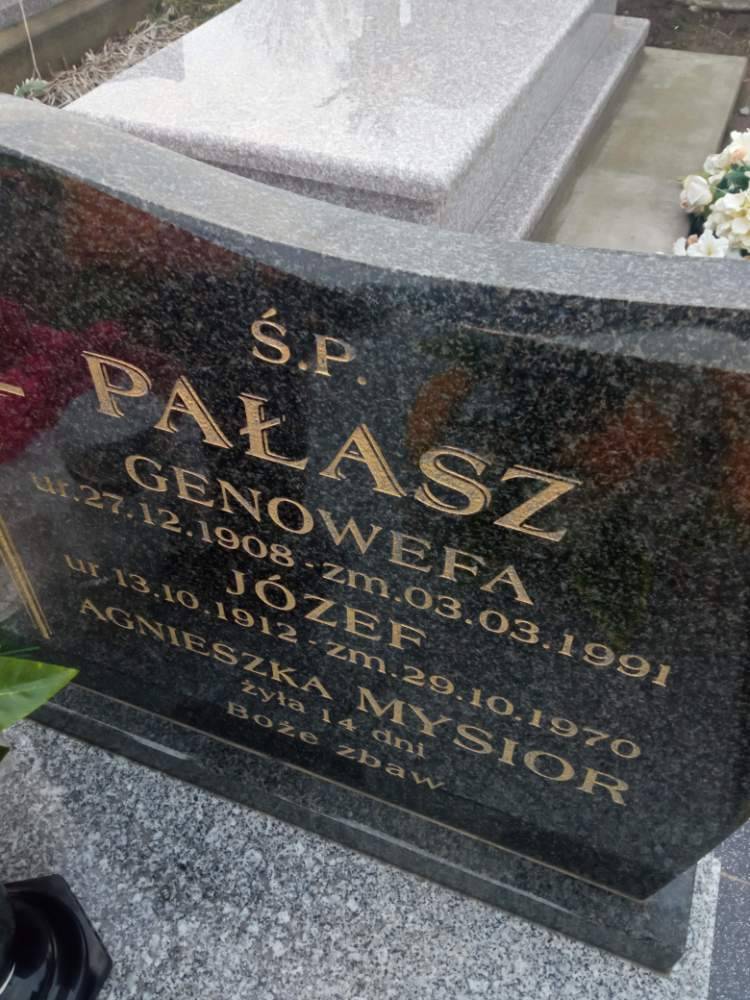 Ś.P.
PAŁASZ
GENOWEFA
ur.27.12.1908-zm.03.03.1991
JÓZEF
ur 13.10.1912-zm.29.10.1970
AGNIESZKA MYSIOR
żyła 14 dni
Boże zbaw